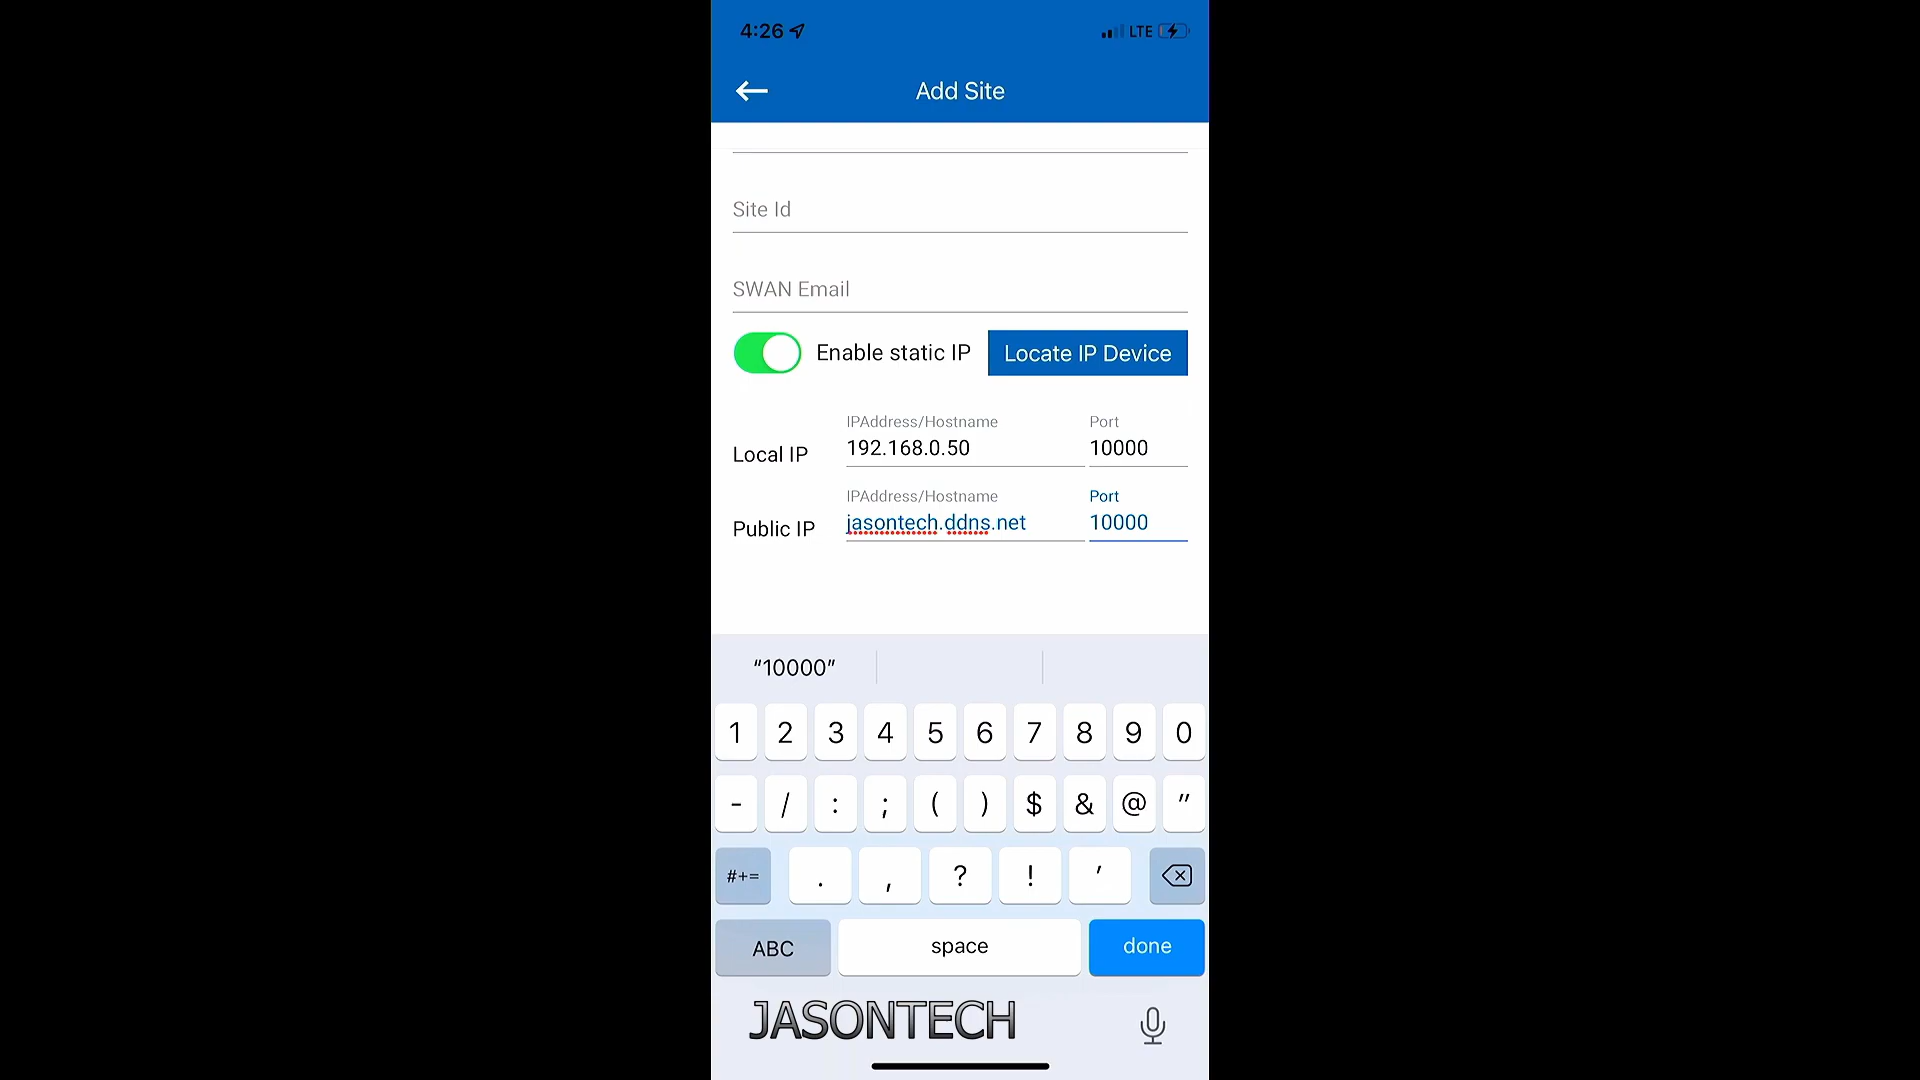 4:26
LTE
Add Site
Site Id
SWAN Email
Enable static IP
Locate IP Device
IPAddress/Hostname Port
Local IP 192.168.0.50 10000
IPAddress/Hostname Port
Public IP jasontech.ddns.net 10000
"10000"
1 2 3 4 5 6 7 8 9 0
- / : ; ( ) $ & @ "
#+= . , ? ! '
ABC space done
JASONTECH